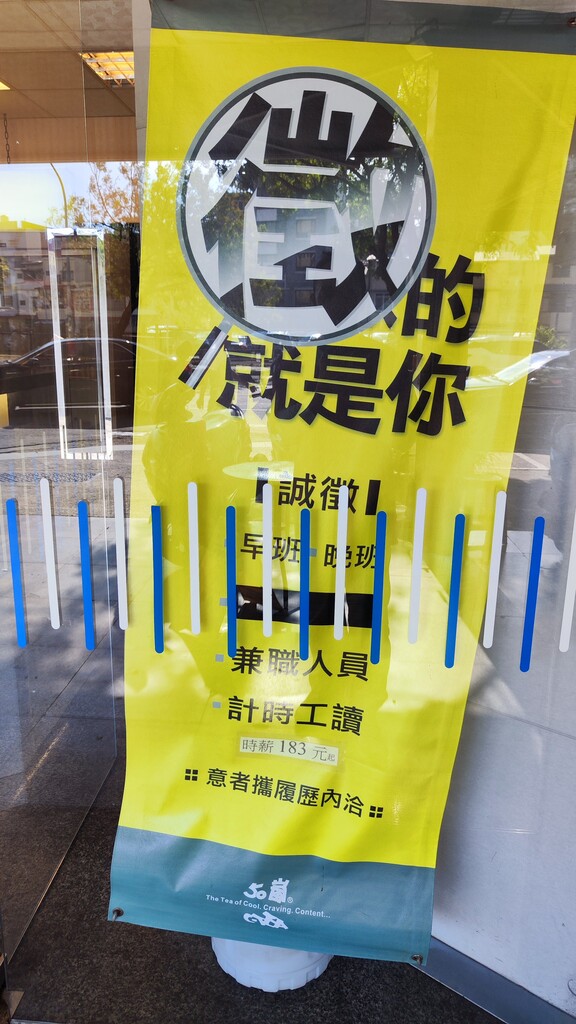 徵
的
就是你
誠徵
早班 晚班
兼職人員
計時工讀
時薪 183 元起
意者攜履歷內洽
50嵐®
The Tea of Cool. Craving. Content...